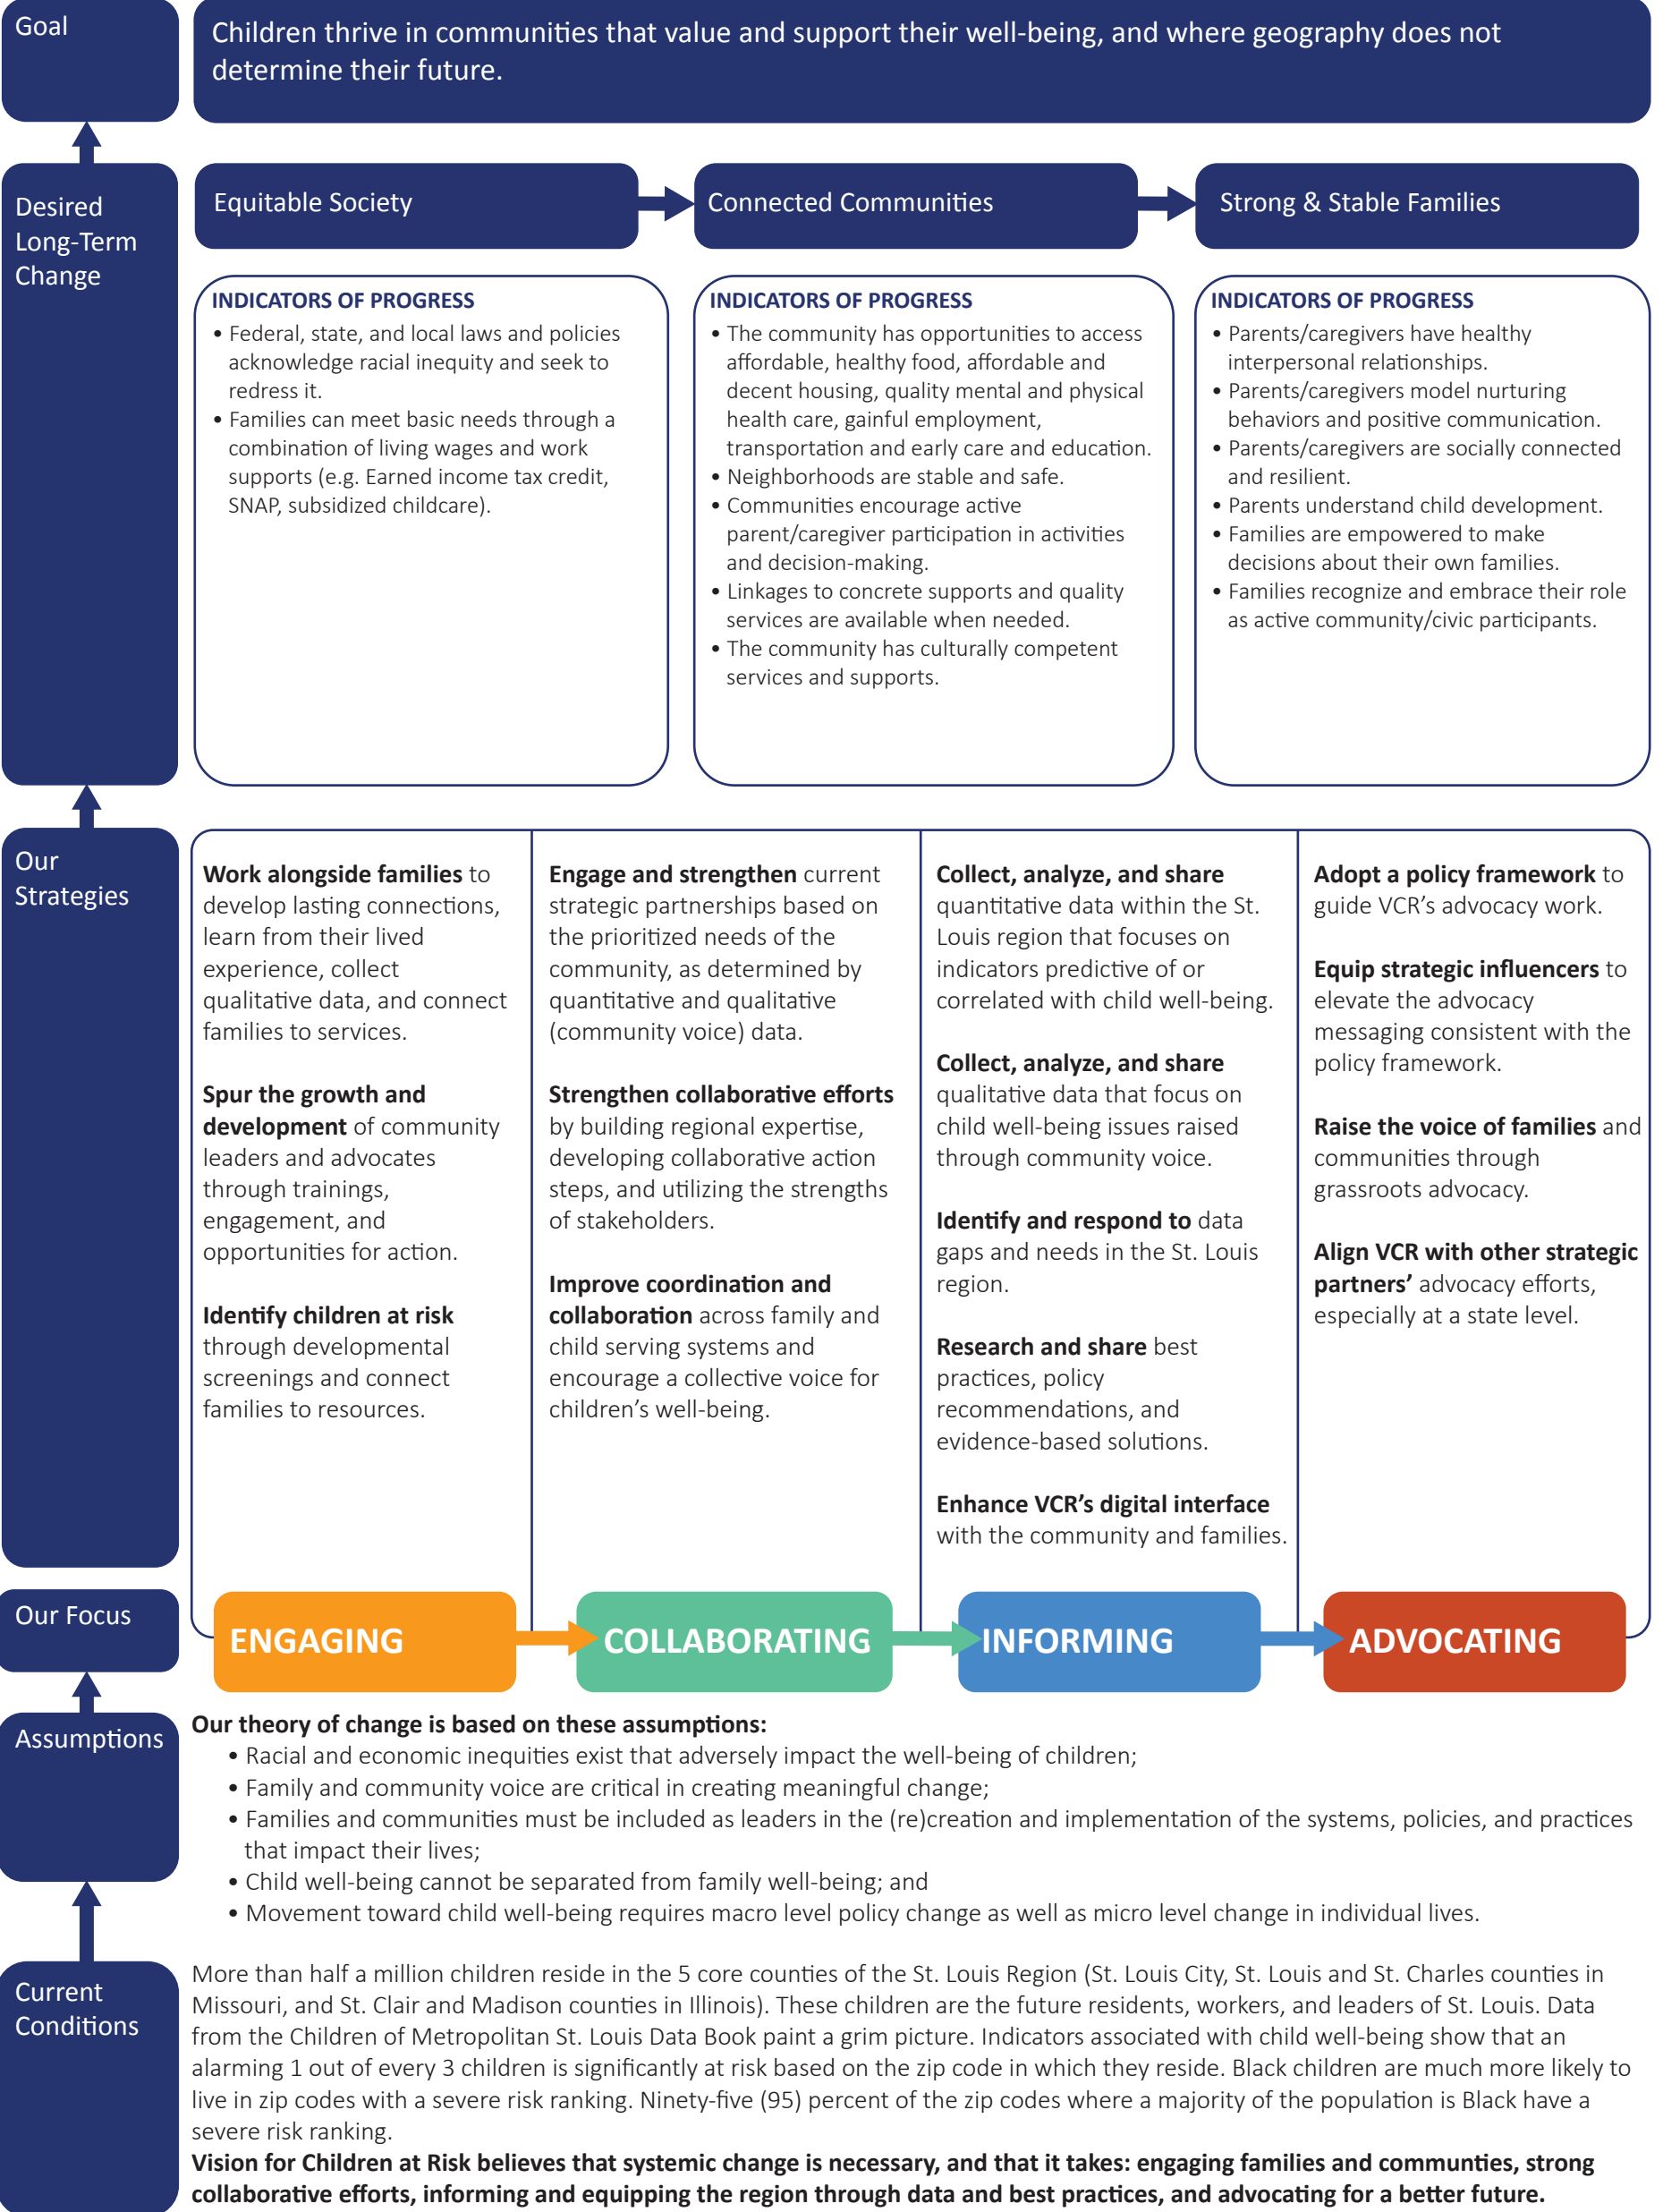 Goal
Children thrive in communities that value and support their well-being, and where geography does not
determine their future.
Desired
Long-Term
Change
Equitable Society
Connected Communities
Strong & Stable Families
INDICATORS OF PROGRESS
• Federal, state, and local laws and policies
acknowledge racial inequity and seek to
redress it.
• Families can meet basic needs through a
combination of living wages and work
supports (e.g. Earned income tax credit,
SNAP, subsidized childcare).
INDICATORS OF PROGRESS
• The community has opportunities to access
affordable, healthy food, affordable and
decent housing, quality mental and physical
health care, gainful employment,
transportation and early care and education.
• Neighborhoods are stable and safe.
• Communities encourage active
parent/caregiver participation in activities
and decision-making.
• Linkages to concrete supports and quality
services are available when needed.
• The community has culturally competent
services and supports.
INDICATORS OF PROGRESS
• Parents/caregivers have healthy
interpersonal relationships.
• Parents/caregivers model nurturing
behaviors and positive communication.
• Parents/caregivers are socially connected
and resilient.
• Parents understand child development.
• Families are empowered to make
decisions about their own families.
• Families recognize and embrace their role
as active community/civic participants.
Our
Strategies
Work alongside families to
develop lasting connections,
learn from their lived
experience, collect
qualitative data, and connect
families to services.
Spur the growth and
development of community
leaders and advocates
through trainings,
engagement, and
opportunities for action.
Identify children at risk
through developmental
screenings and connect
families to resources.
Engage and strengthen current
strategic partnerships based on
the prioritized needs of the
community, as determined by
quantitative and qualitative
(community voice) data.
Strengthen collaborative efforts
by building regional expertise,
developing collaborative action
steps, and utilizing the strengths
of stakeholders.
Improve coordination and
collaboration across family and
child serving systems and
encourage a collective voice for
children's well-being.
Collect, analyze, and share
quantitative data within the St.
Louis region that focuses on
indicators predictive of or
correlated with child well-being.
Collect, analyze, and share
qualitative data that focus on
child well-being issues raised
through community voice.
Identify and respond to data
gaps and needs in the St. Louis
region.
Research and share best
practices, policy
recommendations, and
evidence-based solutions.
Enhance VCR's digital interface
with the community and families.
Adopt a policy framework to
guide VCR's advocacy work.
Equip strategic influencers to
elevate the advocacy
messaging consistent with the
policy framework.
Raise the voice of families and
communities through
grassroots advocacy.
Align VCR with other strategic
partners' advocacy efforts,
especially at a state level.
Our Focus
ENGAGING
COLLABORATING
INFORMING
ADVOCATING
Assumptions
Our theory of change is based on these assumptions:
• Racial and economic inequities exist that adversely impact the well-being of children;
• Family and community voice are critical in creating meaningful change;
• Families and communities must be included as leaders in the (re)creation and implementation of the systems, policies, and practices
that impact their lives;
• Child well-being cannot be separated from family well-being; and
• Movement toward child well-being requires macro level policy change as well as micro level change in individual lives.
Current
Conditions
More than half a million children reside in the 5 core counties of the St. Louis Region (St. Louis City, St. Louis and St. Charles counties in
Missouri, and St. Clair and Madison counties in Illinois). These children are the future residents, workers, and leaders of St. Louis. Data
from the Children of Metropolitan St. Louis Data Book paint a grim picture. Indicators associated with child well-being show that an
alarming 1 out of every 3 children is significantly at risk based on the zip code in which they reside. Black children are much more likely to
live in zip codes with a severe risk ranking. Ninety-five (95) percent of the zip codes where a majority of the population is Black have a
severe risk ranking.
Vision for Children at Risk believes that systemic change is necessary, and that it takes: engaging families and communties, strong
collaborative efforts, informing and equipping the region through data and best practices, and advocating for a better future.